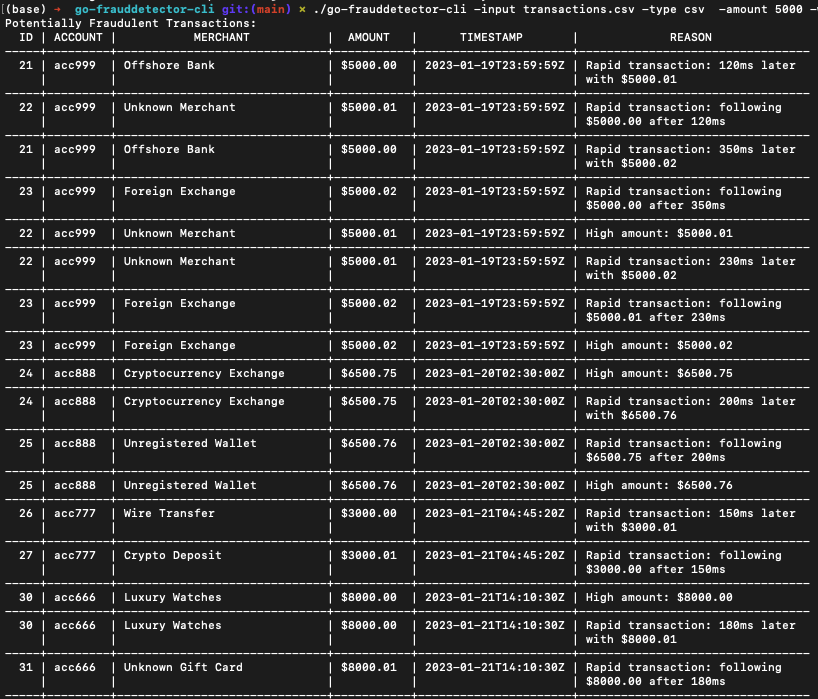 (base) → go-frauddetector-cli git:(main) × ./go-frauddetector-cli -input transactions.csv -type csv -amount 5000 -
Potentially Fraudulent Transactions:
ID | ACCOUNT | MERCHANT | AMOUNT | TIMESTAMP | REASON
21 | acc999 | Offshore Bank | $5000.00 | 2023-01-19T23:59:59Z | Rapid transaction: 120ms later
with $5000.01
22 | acc999 | Unknown Merchant | $5000.01 | 2023-01-19T23:59:59Z | Rapid transaction: following
$5000.00 after 120ms
21 | acc999 | Offshore Bank | $5000.00 | 2023-01-19T23:59:59Z | Rapid transaction: 350ms later
with $5000.02
23 | acc999 | Foreign Exchange | $5000.02 | 2023-01-19T23:59:59Z | Rapid transaction: following
$5000.00 after 350ms
22 | acc999 | Unknown Merchant | $5000.01 | 2023-01-19T23:59:59Z | High amount: $5000.01
22 | acc999 | Unknown Merchant | $5000.01 | 2023-01-19T23:59:59Z | Rapid transaction: 230ms later
with $5000.02
23 | acc999 | Foreign Exchange | $5000.02 | 2023-01-19T23:59:59Z | Rapid transaction: following
$5000.01 after 230ms
23 | acc999 | Foreign Exchange | $5000.02 | 2023-01-19T23:59:59Z | High amount: $5000.02
24 | acc888 | Cryptocurrency Exchange | $6500.75 | 2023-01-20T02:30:00Z | High amount: $6500.75
24 | acc888 | Cryptocurrency Exchange | $6500.75 | 2023-01-20T02:30:00Z | Rapid transaction: 200ms later
with $6500.76
25 | acc888 | Unregistered Wallet | $6500.76 | 2023-01-20T02:30:00Z | Rapid transaction: following
$6500.75 after 200ms
25 | acc888 | Unregistered Wallet | $6500.76 | 2023-01-20T02:30:00Z | High amount: $6500.76
26 | acc777 | Wire Transfer | $3000.00 | 2023-01-21T04:45:20Z | Rapid transaction: 150ms later
with $3000.01
27 | acc777 | Crypto Deposit | $3000.01 | 2023-01-21T04:45:20Z | Rapid transaction: following
$3000.00 after 150ms
30 | acc666 | Luxury Watches | $8000.00 | 2023-01-21T14:10:30Z | High amount: $8000.00
30 | acc666 | Luxury Watches | $8000.00 | 2023-01-21T14:10:30Z | Rapid transaction: 180ms later
with $8000.01
31 | acc666 | Unknown Gift Card | $8000.01 | 2023-01-21T14:10:30Z | Rapid transaction: following
$8000.00 after 180ms